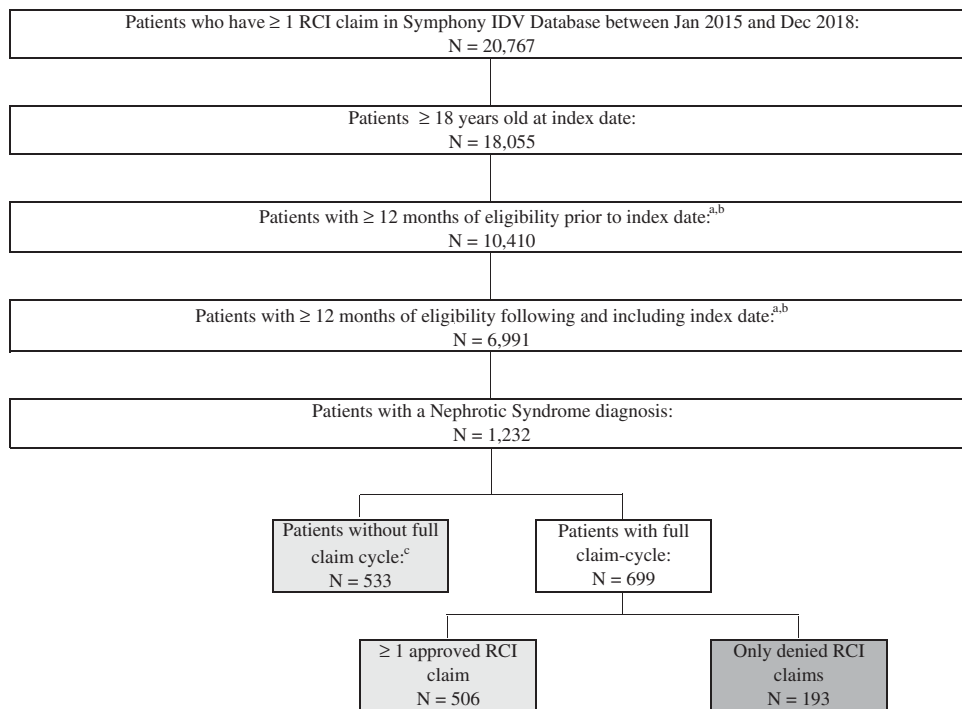 Patients who have ≥ 1 RCI claim in Symphony IDV Database between Jan 2015 and Dec 2018:
N = 20,767
Patients ≥ 18 years old at index date:
N = 18,055
Patients with ≥ 12 months of eligibility prior to index date:a,b
N = 10,410
Patients with ≥ 12 months of eligibility following and including index date:a,b
N = 6,991
Patients with a Nephrotic Syndrome diagnosis:
N = 1,232
Patients without full
claim cycle:c
N = 533
Patients with full
claim-cycle:
N = 699
≥ 1 approved RCI
claim
N = 506
Only denied RCI
claims
N = 193